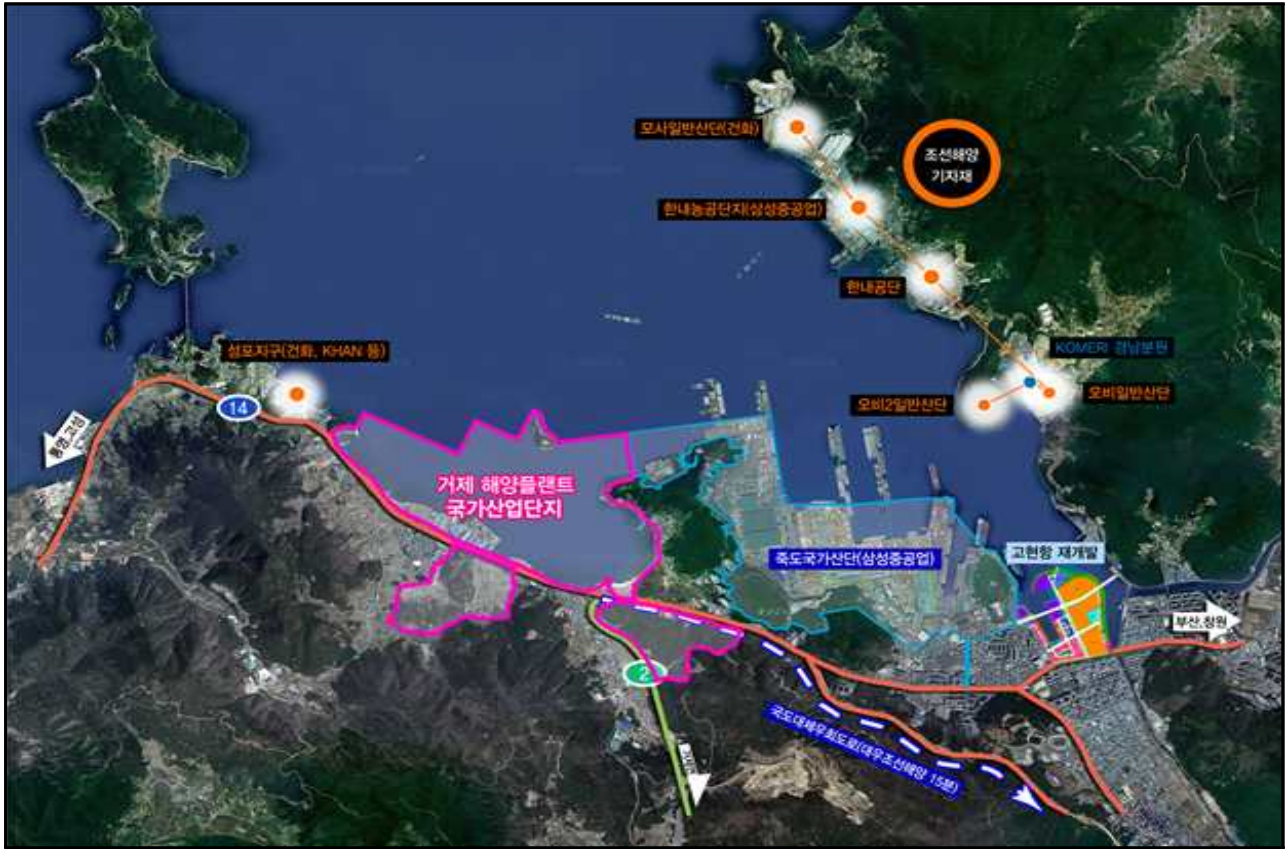 모사일반산단(건화)
조선해양
기자재
한내농공단지(삼성중공업)
한내공단
KOMERI 경남분원
성포지구(건화, KHAN 등)
오비2일반산단
오비일반산단
14
통영,고성
거제 해양플랜트
국가산업단지
죽도국가산단(삼성중공업)
고현항 재개발
부산,창원
2
국도대체우회도로(대우조선해양 15분)